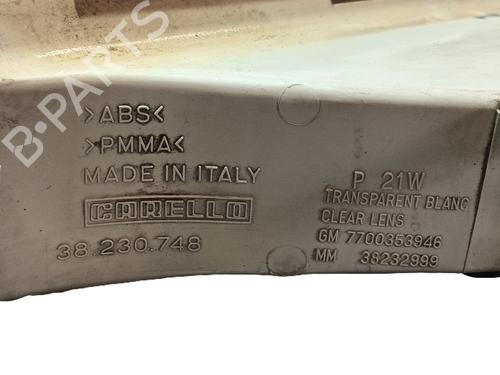 B-PARTS
>ABS<
>PMMA<
MADE IN ITALY
CARELLO
38.230.748
P 21W
TRANSPARENT BLANC
CLEAR LENS
GM 7700353946
MM 38232999